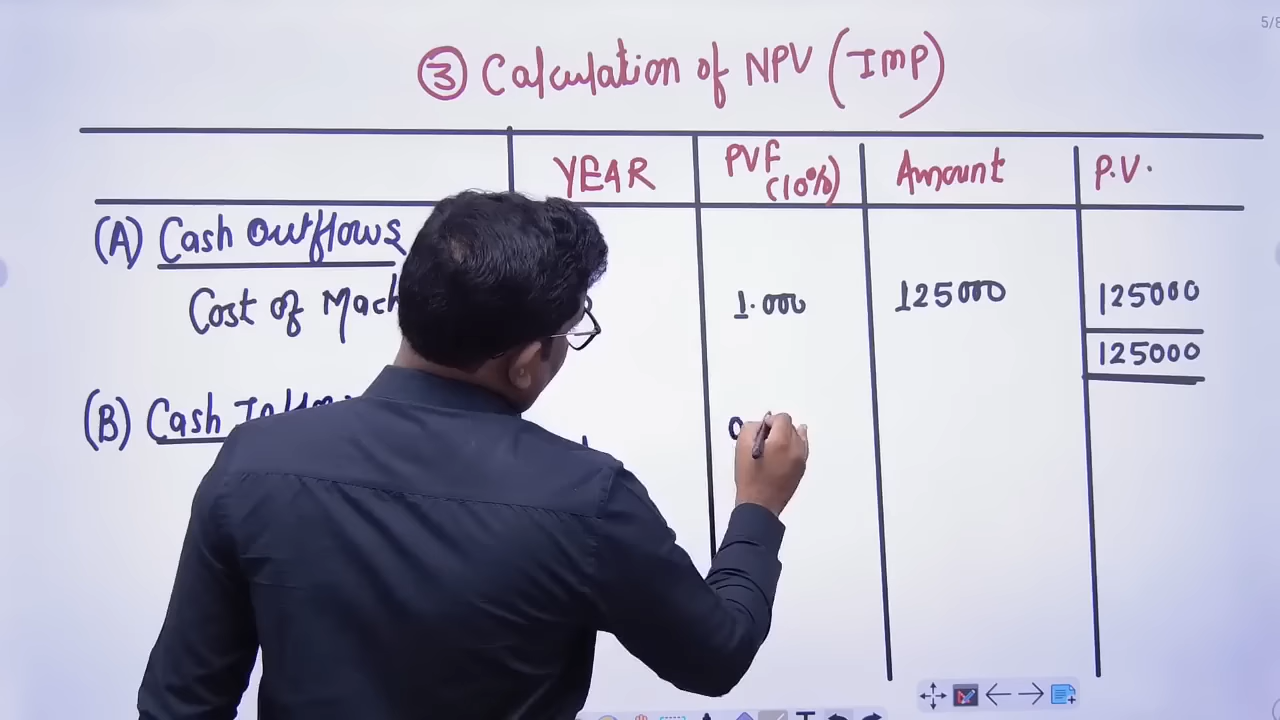 5/8
③ Calculation of NPV (IMP)
YEAR PVF (10%) Amount P.V.
(A) Cash Outflows
Cost of Mach 1.000 125000 125000
125000
(B) Cash 0